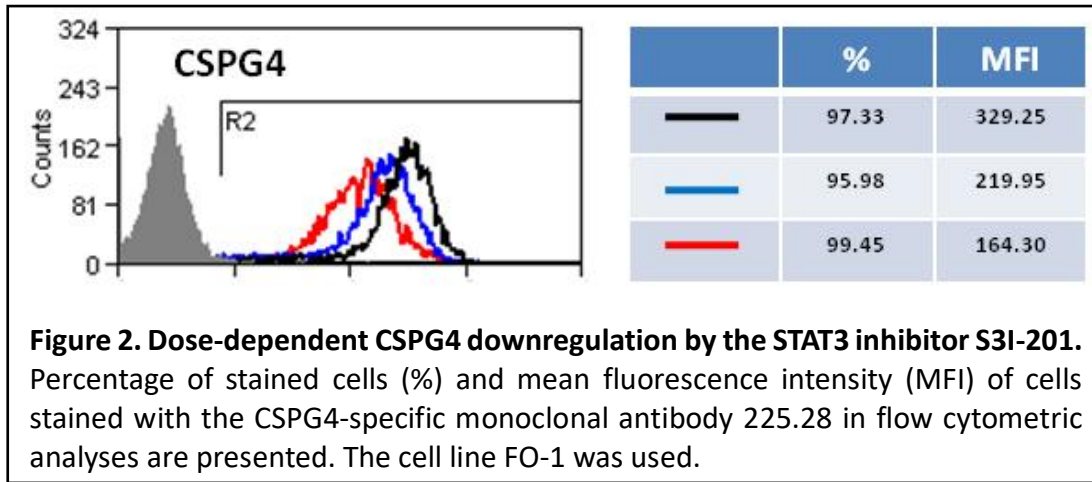 324
243
162
81
0
Counts
CSPG4
R2
% MFI
97.33 329.25
95.98 219.95
99.45 164.30
Figure 2. Dose-dependent CSPG4 downregulation by the STAT3 inhibitor S3I-201.
Percentage of stained cells (%) and mean fluorescence intensity (MFI) of cells
stained with the CSPG4-specific monoclonal antibody 225.28 in flow cytometric
analyses are presented. The cell line FO-1 was used.